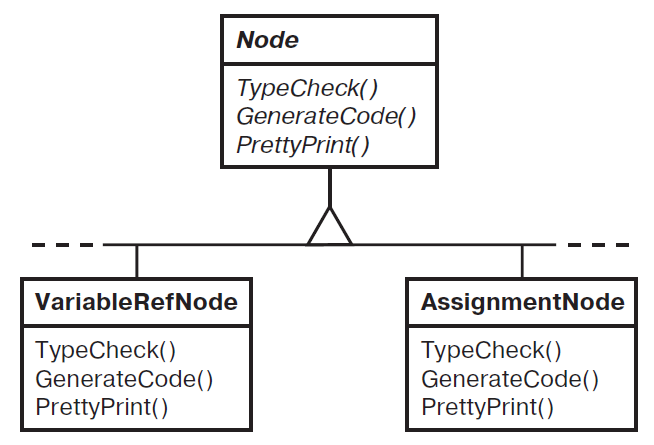 Node
TypeCheck()
GenerateCode()
PrettyPrint()
VariableRefNode
TypeCheck()
GenerateCode()
PrettyPrint()
AssignmentNode
TypeCheck()
GenerateCode()
PrettyPrint()